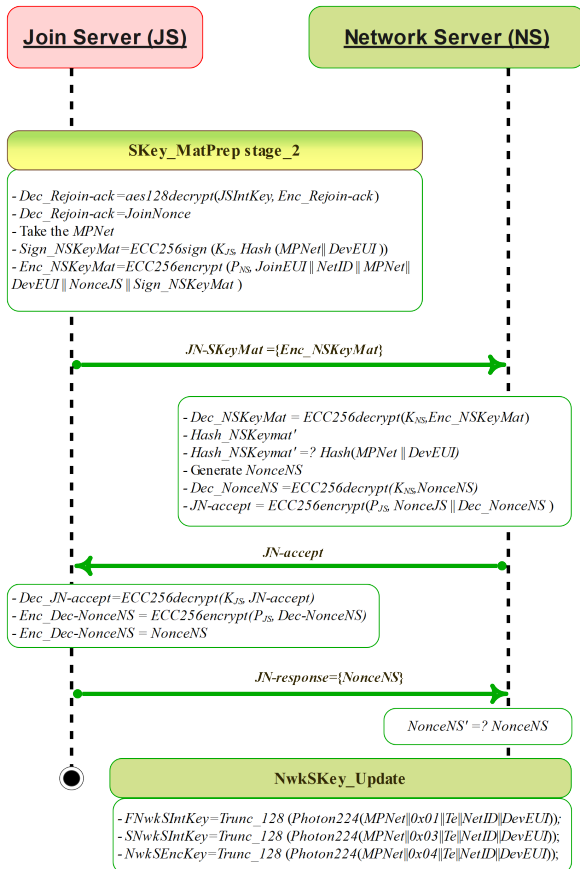 Join Server (JS)
Network Server (NS)
SKey_MatPrep stage_2
- Dec_Rejoin-ack=aes128decrypt(JSIntKey, Enc_Rejoin-ack)
- Dec_Rejoin-ack=JoinNonce
- Take the MPNet
- Sign_NSKeyMat=ECC256sign (KJS, Hash (MPNet|| DevEUI ))
- Enc_NSKeyMat=ECC256encrypt (PNS, JoinEUI || NetID || MPNet||
DevEUI || NonceJS || Sign_NSKeyMat )
JN-SKeyMat ={Enc_NSKeyMat}
- Dec_NSKeyMat = ECC256decrypt(KNS,Enc_NSKeyMat)
- Hash_NSKeymat'
- Hash_NSKeymat' =? Hash(MPNet || DevEUI)
- Generate NonceNS
- Dec_NonceNS =ECC256decrypt(KNS,NonceNS)
- JN-accept = ECC256encrypt(PJS, NonceJS || Dec_NonceNS )
JN-accept
- Dec_JN-accept=ECC256decrypt(KJS, JN-accept)
- Enc_Dec-NonceNS = ECC256encrypt(PJS, Dec-NonceNS)
- Enc_Dec-NonceNS = NonceNS
JN-response={NonceNS}
NonceNS' =? NonceNS
NwkSKey_Update
- FNwkSIntKey=Trunc_128 (Photon224(MPNet||0x01||Te||NetID||DevEUI));
- SNwkSIntKey=Trunc_128 (Photon224(MPNet||0x03||Te||NetID||DevEUI));
- NwkSEncKey=Trunc_128 (Photon224(MPNet||0x04||Te||NetID||DevEUI));